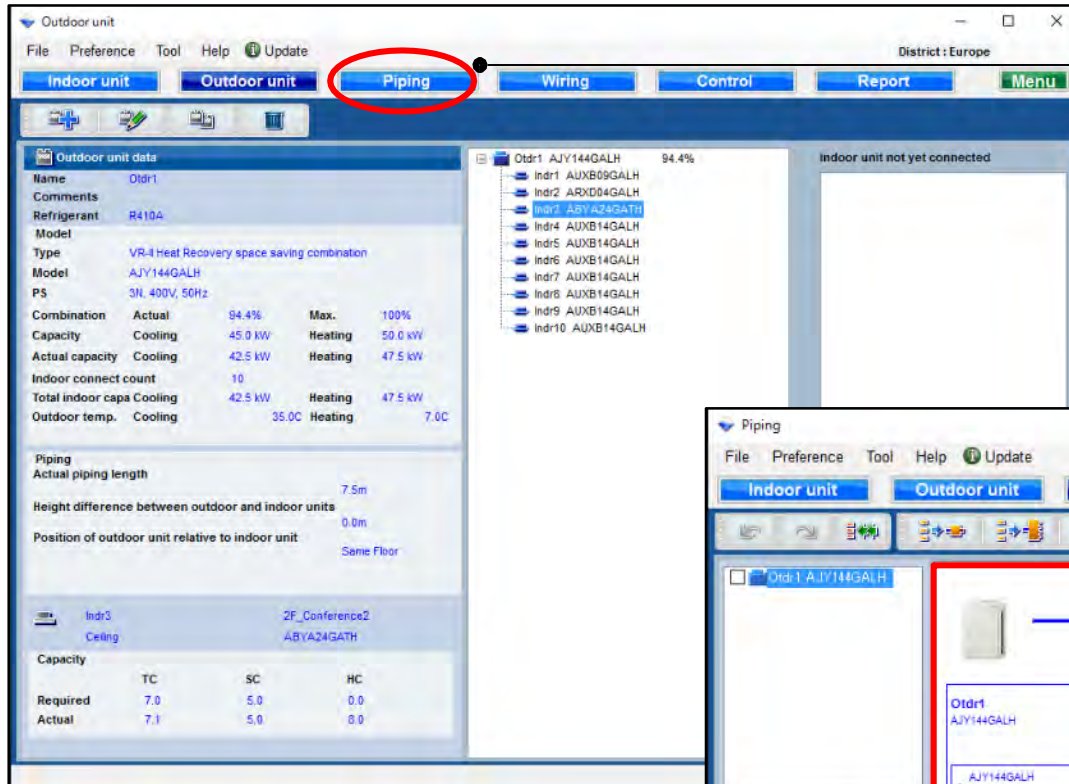 Outdoor unit
File Preference Tool Help Update District : Europe
Indoor unit Outdoor unit Piping Wiring Control Report Menu
Outdoor unit data
Name Otdr1
Comments
Refrigerant R410A
Model
Type VR-II Heat Recovery space saving combination
Model AJY144GALH
PS 3N, 400V, 50Hz
Combination Actual 94.4% Max. 100%
Capacity Cooling 45.0 kW Heating 50.0 kW
Actual capacity Cooling 42.5 kW Heating 47.5 kW
Indoor connect count 10
Total indoor capa Cooling 42.5 kW Heating 47.5 kW
Outdoor temp. Cooling 35.0C Heating 7.0C
Piping
Actual piping length
7.5m
Height difference between outdoor and indoor units
0.0m
Position of outdoor unit relative to indoor unit
Same Floor
Indr3 2F_Conference2
Ceiling ABYA24GATH
Capacity
TC SC HC
Required 7.0 5.0 0.0
Actual 7.1 5.0 8.0
Otdr1 AJY144GALH 94.4%
Indr1 AUXB09GALH
Indr2 ARXD04GALH
Indr3 ABYA24GATH
Indr4 AUXB14GALH
Indr5 AUXB14GALH
Indr6 AUXB14GALH
Indr7 AUXB14GALH
Indr8 AUXB14GALH
Indr9 AUXB14GALH
Indr10 AUXB14GALH
Indoor unit not yet connected
Piping
File Preference Tool Help Update
Indoor unit Outdoor unit
Otdr1 AJY144GALH
Otdr1
AJY144GALH
AJY144GALH